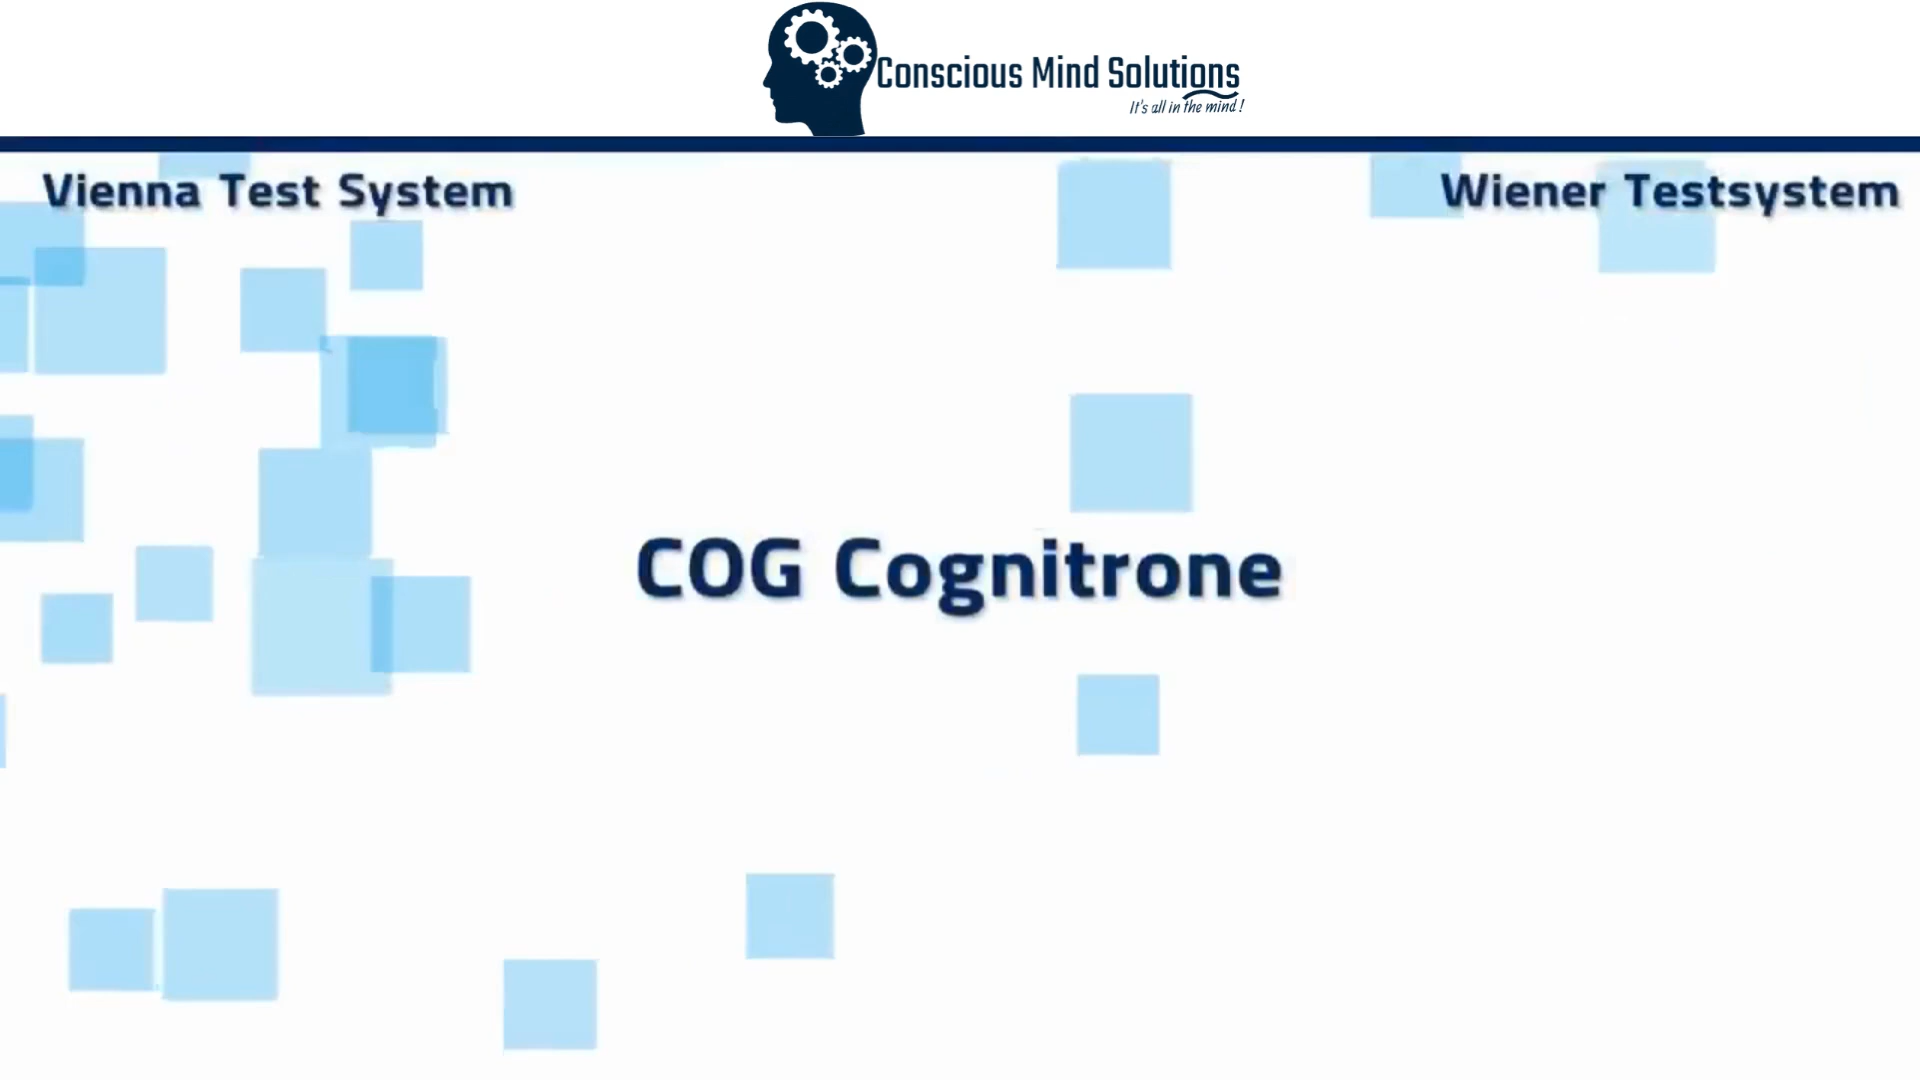 Conscious Mind Solutions
It's all in the mind!
Vienna Test System
Wiener Testsystem
COG Cognitrone